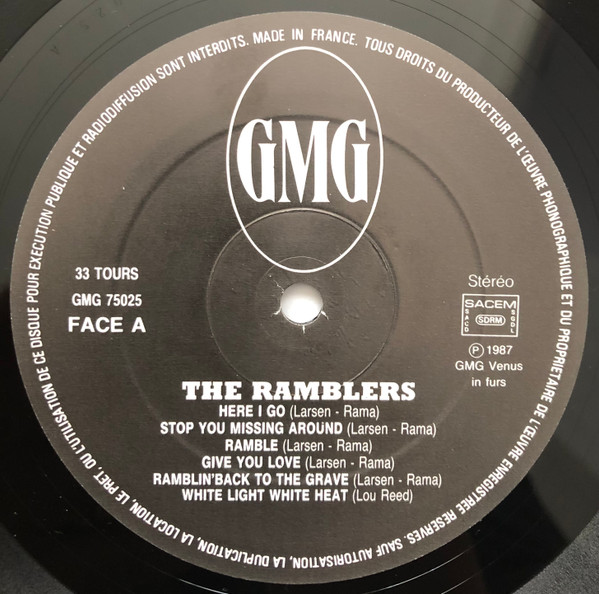 TOUS DROITS DU PRODUCTEUR DE L'ŒUVRE PHONOGRAPHIQUE ET DU PROPRIETAIRE DE L'ŒUVRE ENREGISTREE RESERVES. SAUF AUTORISATION, LA DUPLICATION, LA LOCATION, LE PRET, OU L'UTILISATION DE CE DISQUE POUR EXECUTION PUBLIQUE ET RADIODIFFUSION SONT INTERDITS. MADE IN FRANCE.
GMG
33 TOURS
GMG 75025
FACE A
Stéréo
SACEM
SACD
SDRM
SGDL
℗ 1987
GMG Venus
in furs
THE RAMBLERS
HERE I GO (Larsen - Rama)
STOP YOU MISSING AROUND (Larsen - Rama)
RAMBLE (Larsen - Rama)
GIVE YOU LOVE (Larsen - Rama)
RAMBLIN'BACK TO THE GRAVE (Larsen - Rama)
WHITE LIGHT WHITE HEAT (Lou Reed)